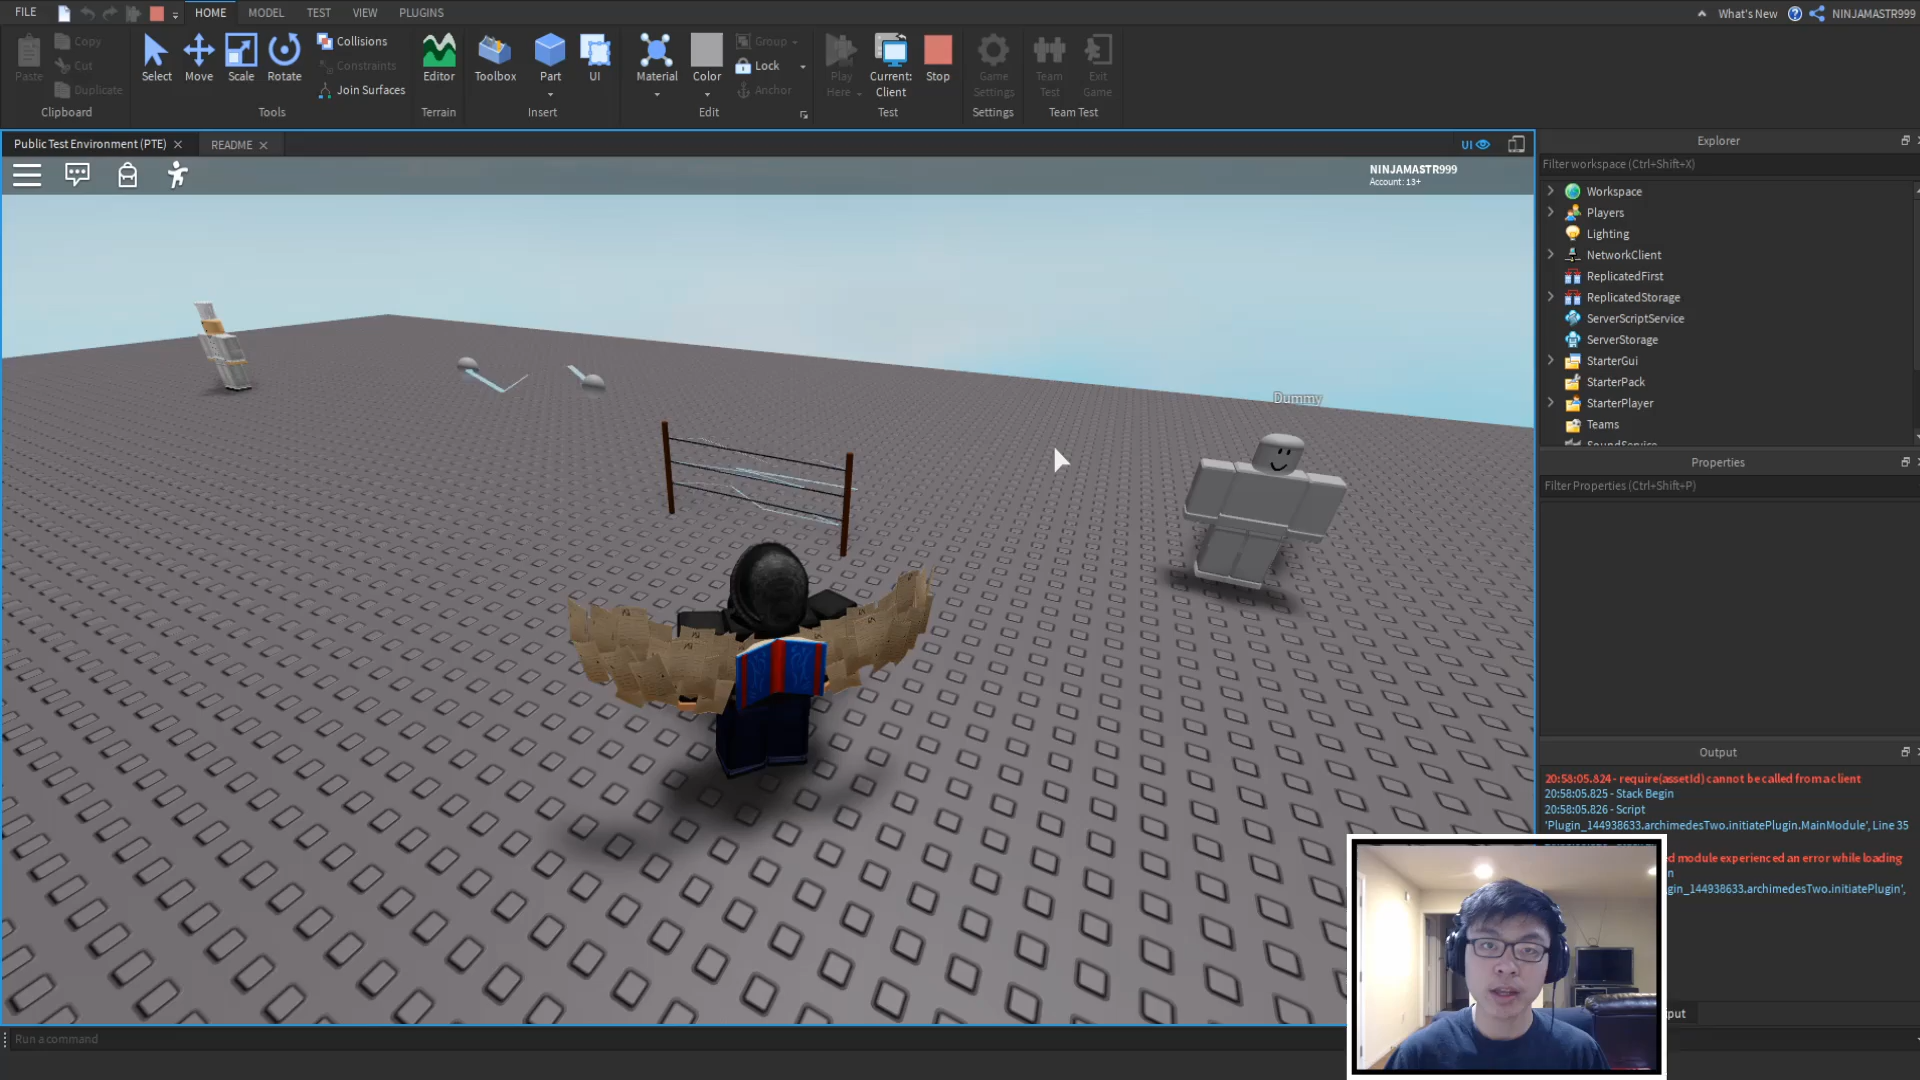 FILE HOME MODEL TEST VIEW PLUGINS What's New NINJAMASTR999
Paste Copy Cut Duplicate Clipboard
Select Move Scale Rotate Collisions Constraints Join Surfaces Tools
Editor Terrain
Toolbox Part UI Insert
Material Color Group Lock Anchor Edit
Play Here Current: Client Stop Test
Game Settings Settings
Team Test Exit Game Team Test
Public Test Environment (PTE) README UI
NINJAMASTR999
Account: 13+
Dummy
Explorer
Filter workspace (Ctrl+Shift+X)
Workspace
Players
Lighting
NetworkClient
ReplicatedFirst
ReplicatedStorage
ServerScriptService
ServerStorage
StarterGui
StarterPack
StarterPlayer
Teams
SoundService
Properties
Filter Properties (Ctrl+Shift+P)
Output
20:58:05.824 - require(assetId) cannot be called from a client
20:58:05.825 - Stack Begin
20:58:05.826 - Script
'Plugin_144938633.archimedesTwo.initiatePlugin.MainModule', Line 35
module experienced an error while loading
gin_144938633.archimedesTwo.initiatePlugin',
put
Run a command